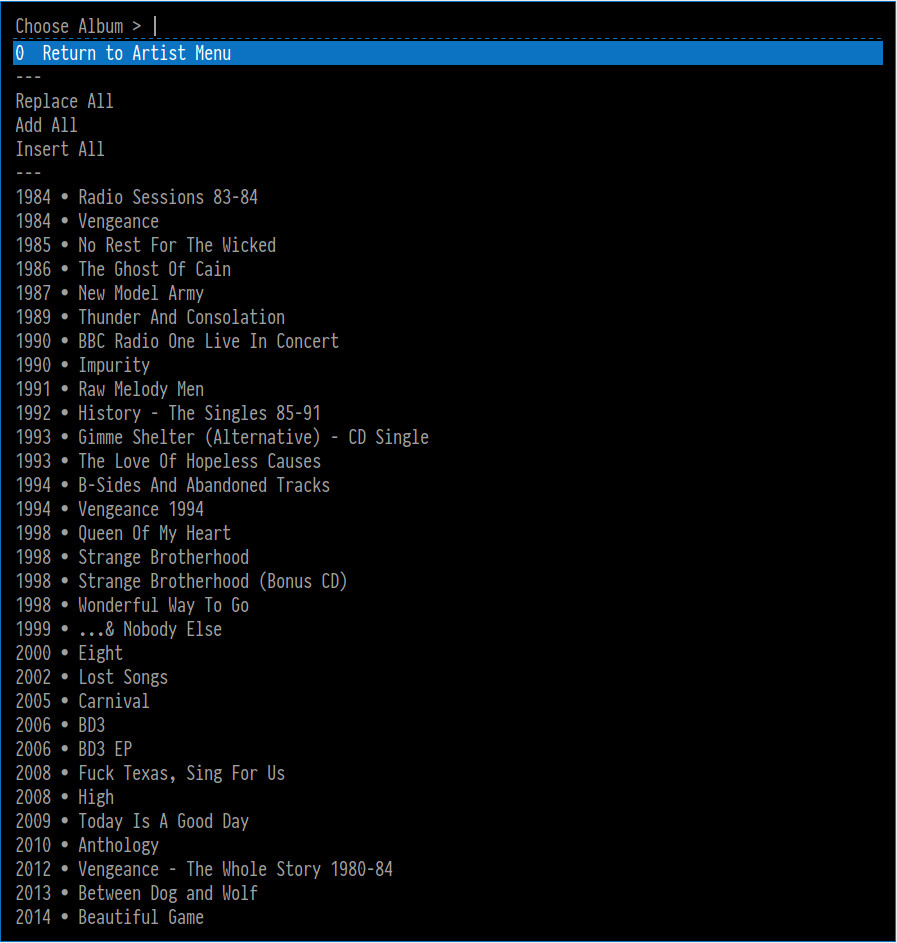 Choose Album >
0  Return to Artist Menu
---
Replace All
Add All
Insert All
---
1984 • Radio Sessions 83-84
1984 • Vengeance
1985 • No Rest For The Wicked
1986 • The Ghost Of Cain
1987 • New Model Army
1989 • Thunder And Consolation
1990 • BBC Radio One Live In Concert
1990 • Impurity
1991 • Raw Melody Men
1992 • History - The Singles 85-91
1993 • Gimme Shelter (Alternative) - CD Single
1993 • The Love Of Hopeless Causes
1994 • B-Sides And Abandoned Tracks
1994 • Vengeance 1994
1998 • Queen Of My Heart
1998 • Strange Brotherhood
1998 • Strange Brotherhood (Bonus CD)
1998 • Wonderful Way To Go
1999 • ...& Nobody Else
2000 • Eight
2002 • Lost Songs
2005 • Carnival
2006 • BD3
2006 • BD3 EP
2008 • Fuck Texas, Sing For Us
2008 • High
2009 • Today Is A Good Day
2010 • Anthology
2012 • Vengeance - The Whole Story 1980-84
2013 • Between Dog and Wolf
2014 • Beautiful Game